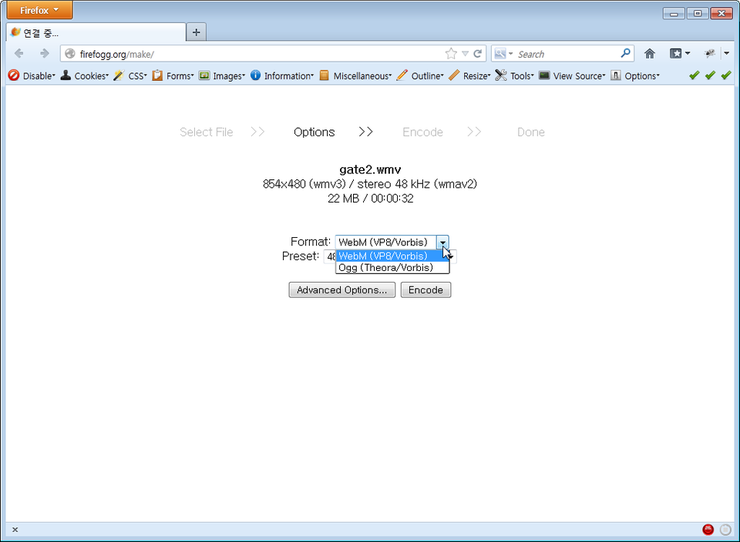 Firefox
연결 중...
firefogg.org/make/
Search
Disable Cookies CSS Forms Images Information Miscellaneous Outline Resize Tools View Source Options
Select File >> Options >> Encode >> Done
gate2.wmv
854x480 (wmv3) / stereo 48 kHz (wmav2)
22 MB / 00:00:32
Format: WebM (VP8/Vorbis)
WebM (VP8/Vorbis)
Preset:
Ogg (Theora/Vorbis)
Advanced Options... Encode